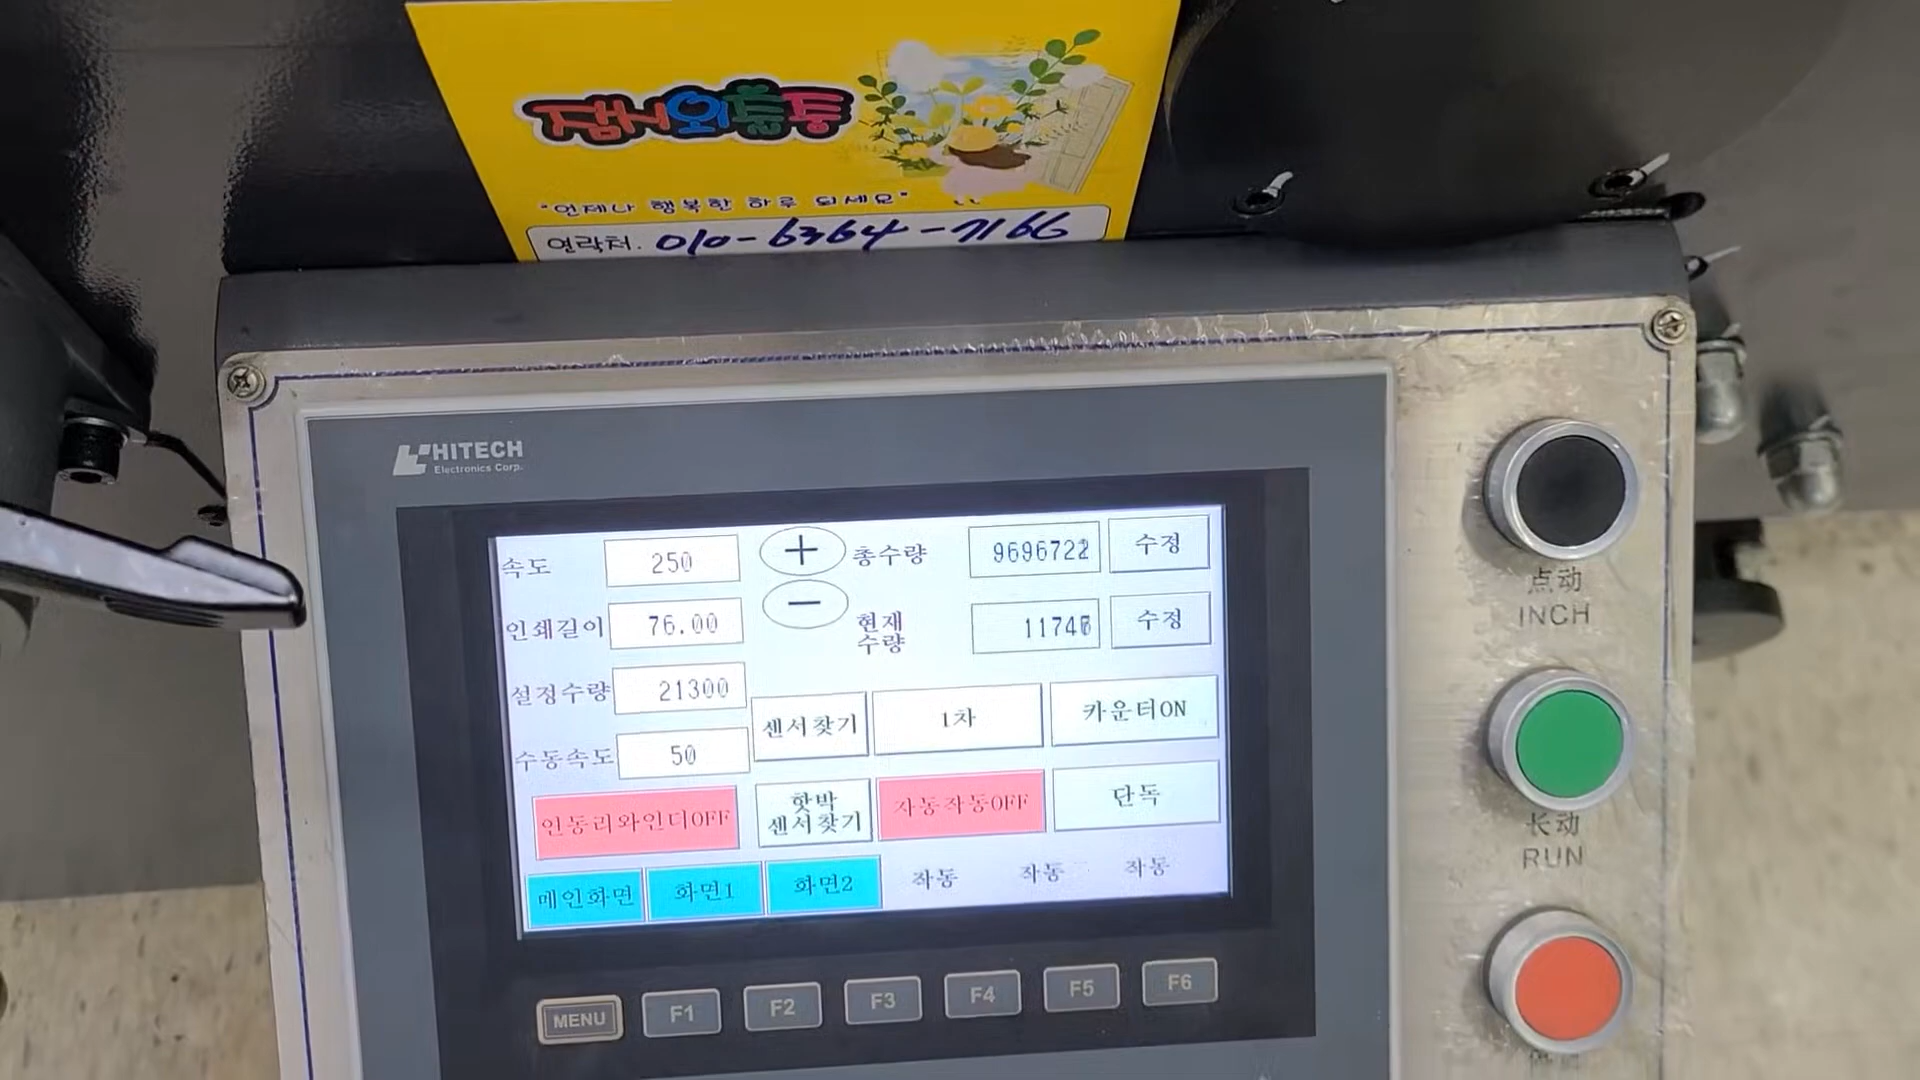 잠시외출중
"언제나 행복한 하루 되세요"
연락처. 010-6364-7166
HITECH
Electronics Corp.
속도 250 + 총수량 9696722 수정
−
인쇄길이 76.00 현재 수량 수정
설정수량 21300
센서찾기 1차 카운터ON
수동속도 50
인동리와인더OFF 핫박 센서찾기 자동작동OFF 단독
메인화면 화면1 화면2 작동 작동 작동
MENU F1 F2 F3 F4 F5 F6
点动
INCH
长动
RUN